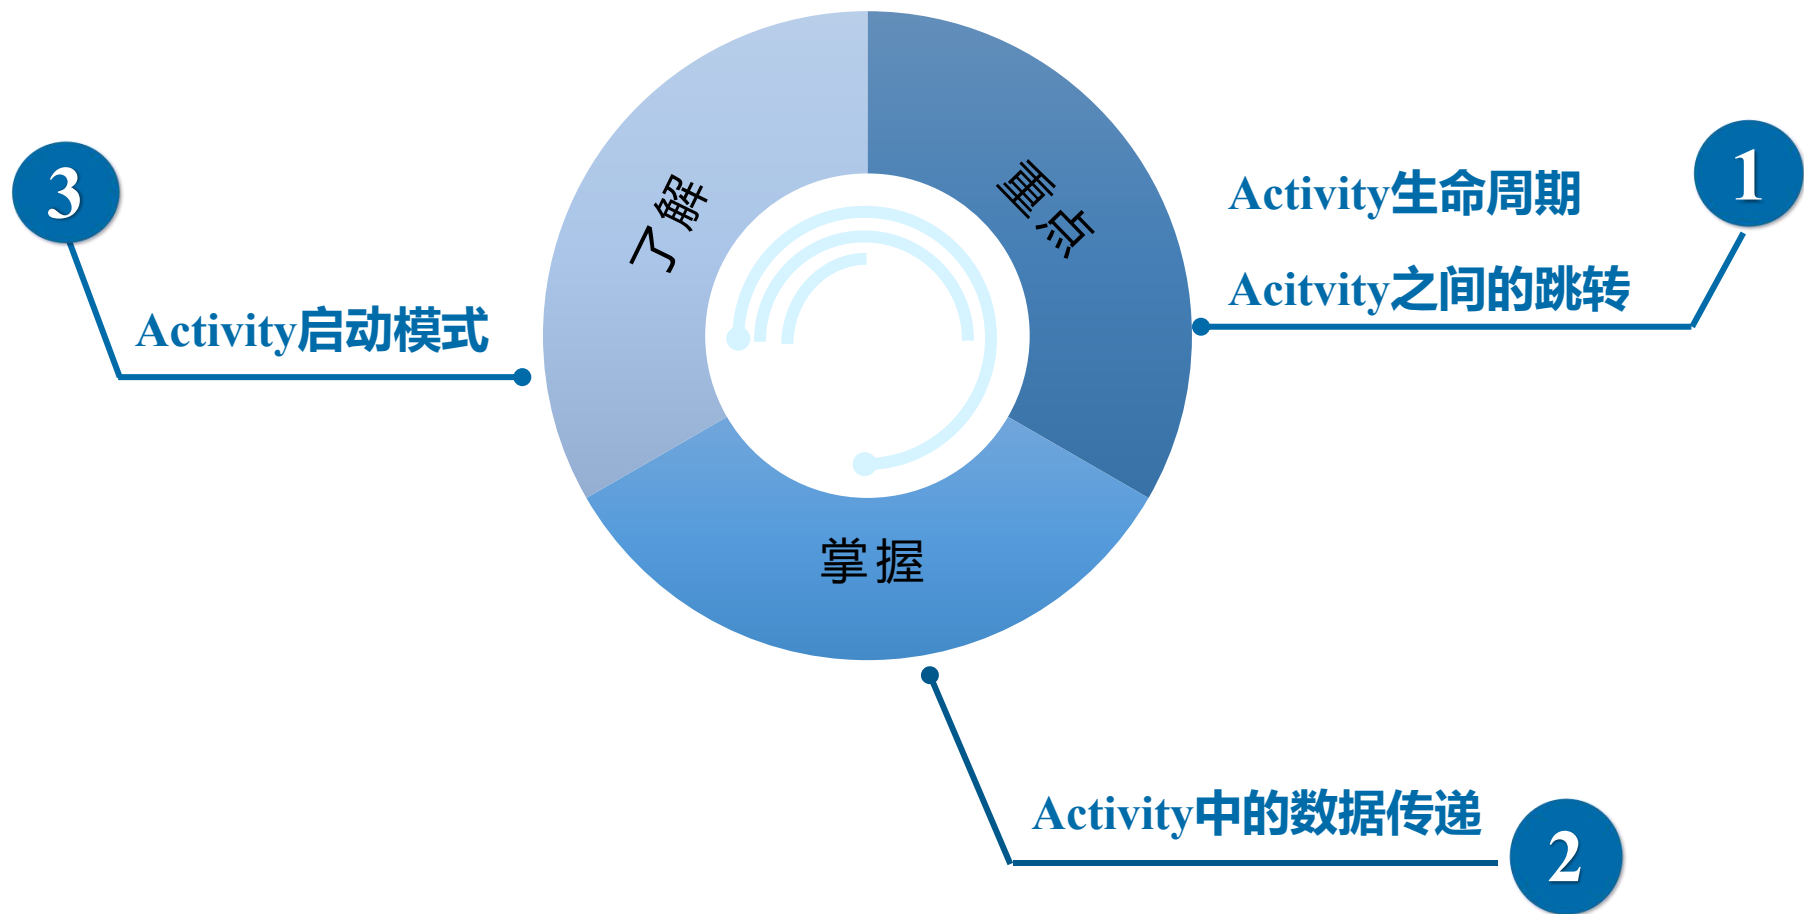 重点
1
Activity生命周期
Acitvity之间的跳转
掌握
2
Activity中的数据传递
了解
3
Activity启动模式